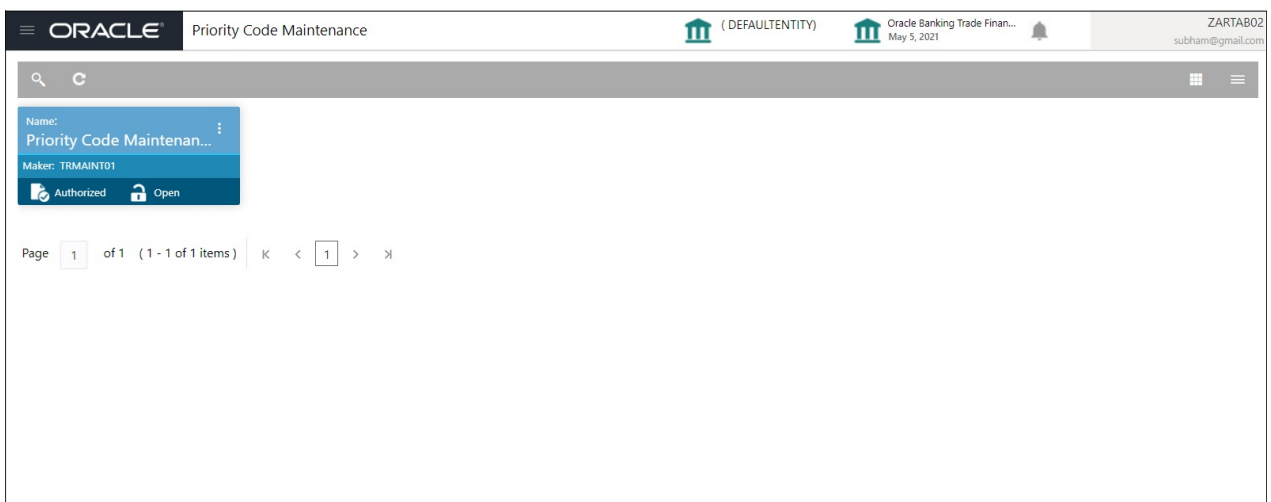 ORACLE
Priority Code Maintenance
( DEFAULTENTITY)
Oracle Banking Trade Finan...
May 5, 2021
ZARTAB02
subham@gmail.com
Name:
Priority Code Maintenan...
Maker: TRMAINT01
Authorized Open
Page 1 of 1 (1 - 1 of 1 items) K < 1 > >|